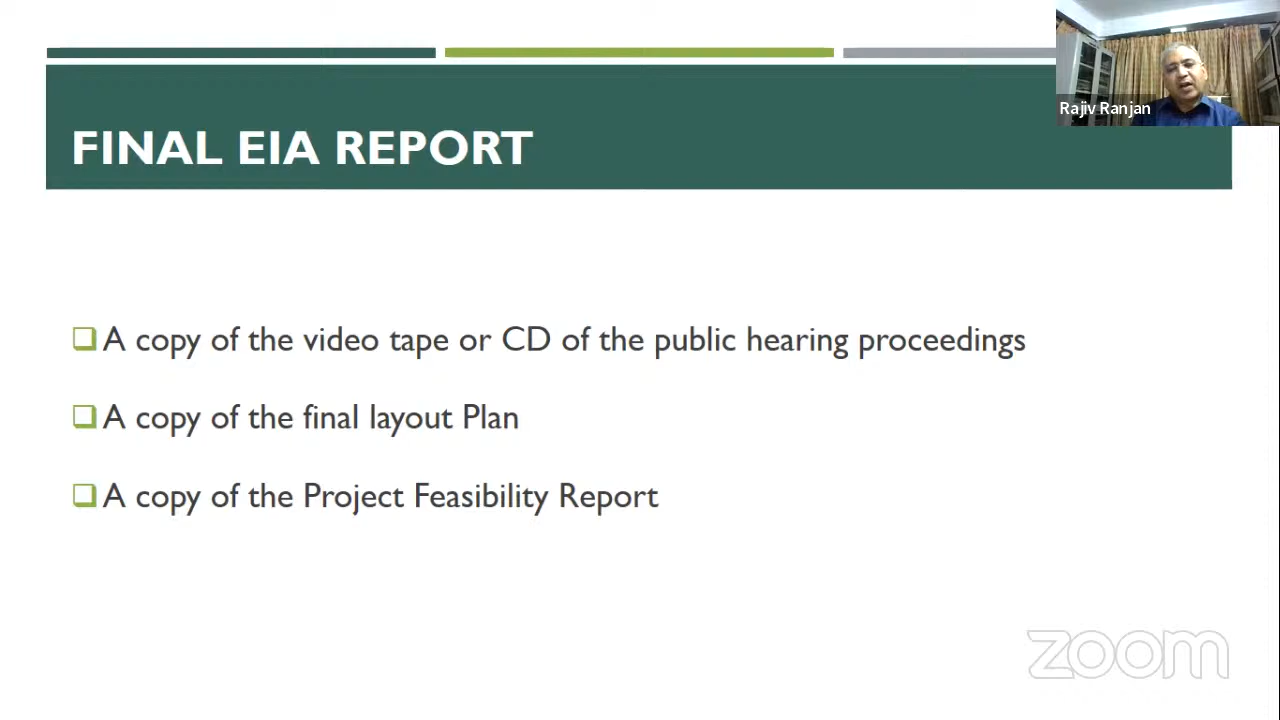 Rajiv Ranjan
FINAL EIA REPORT
A copy of the video tape or CD of the public hearing proceedings
A copy of the final layout Plan
A copy of the Project Feasibility Report
zoom